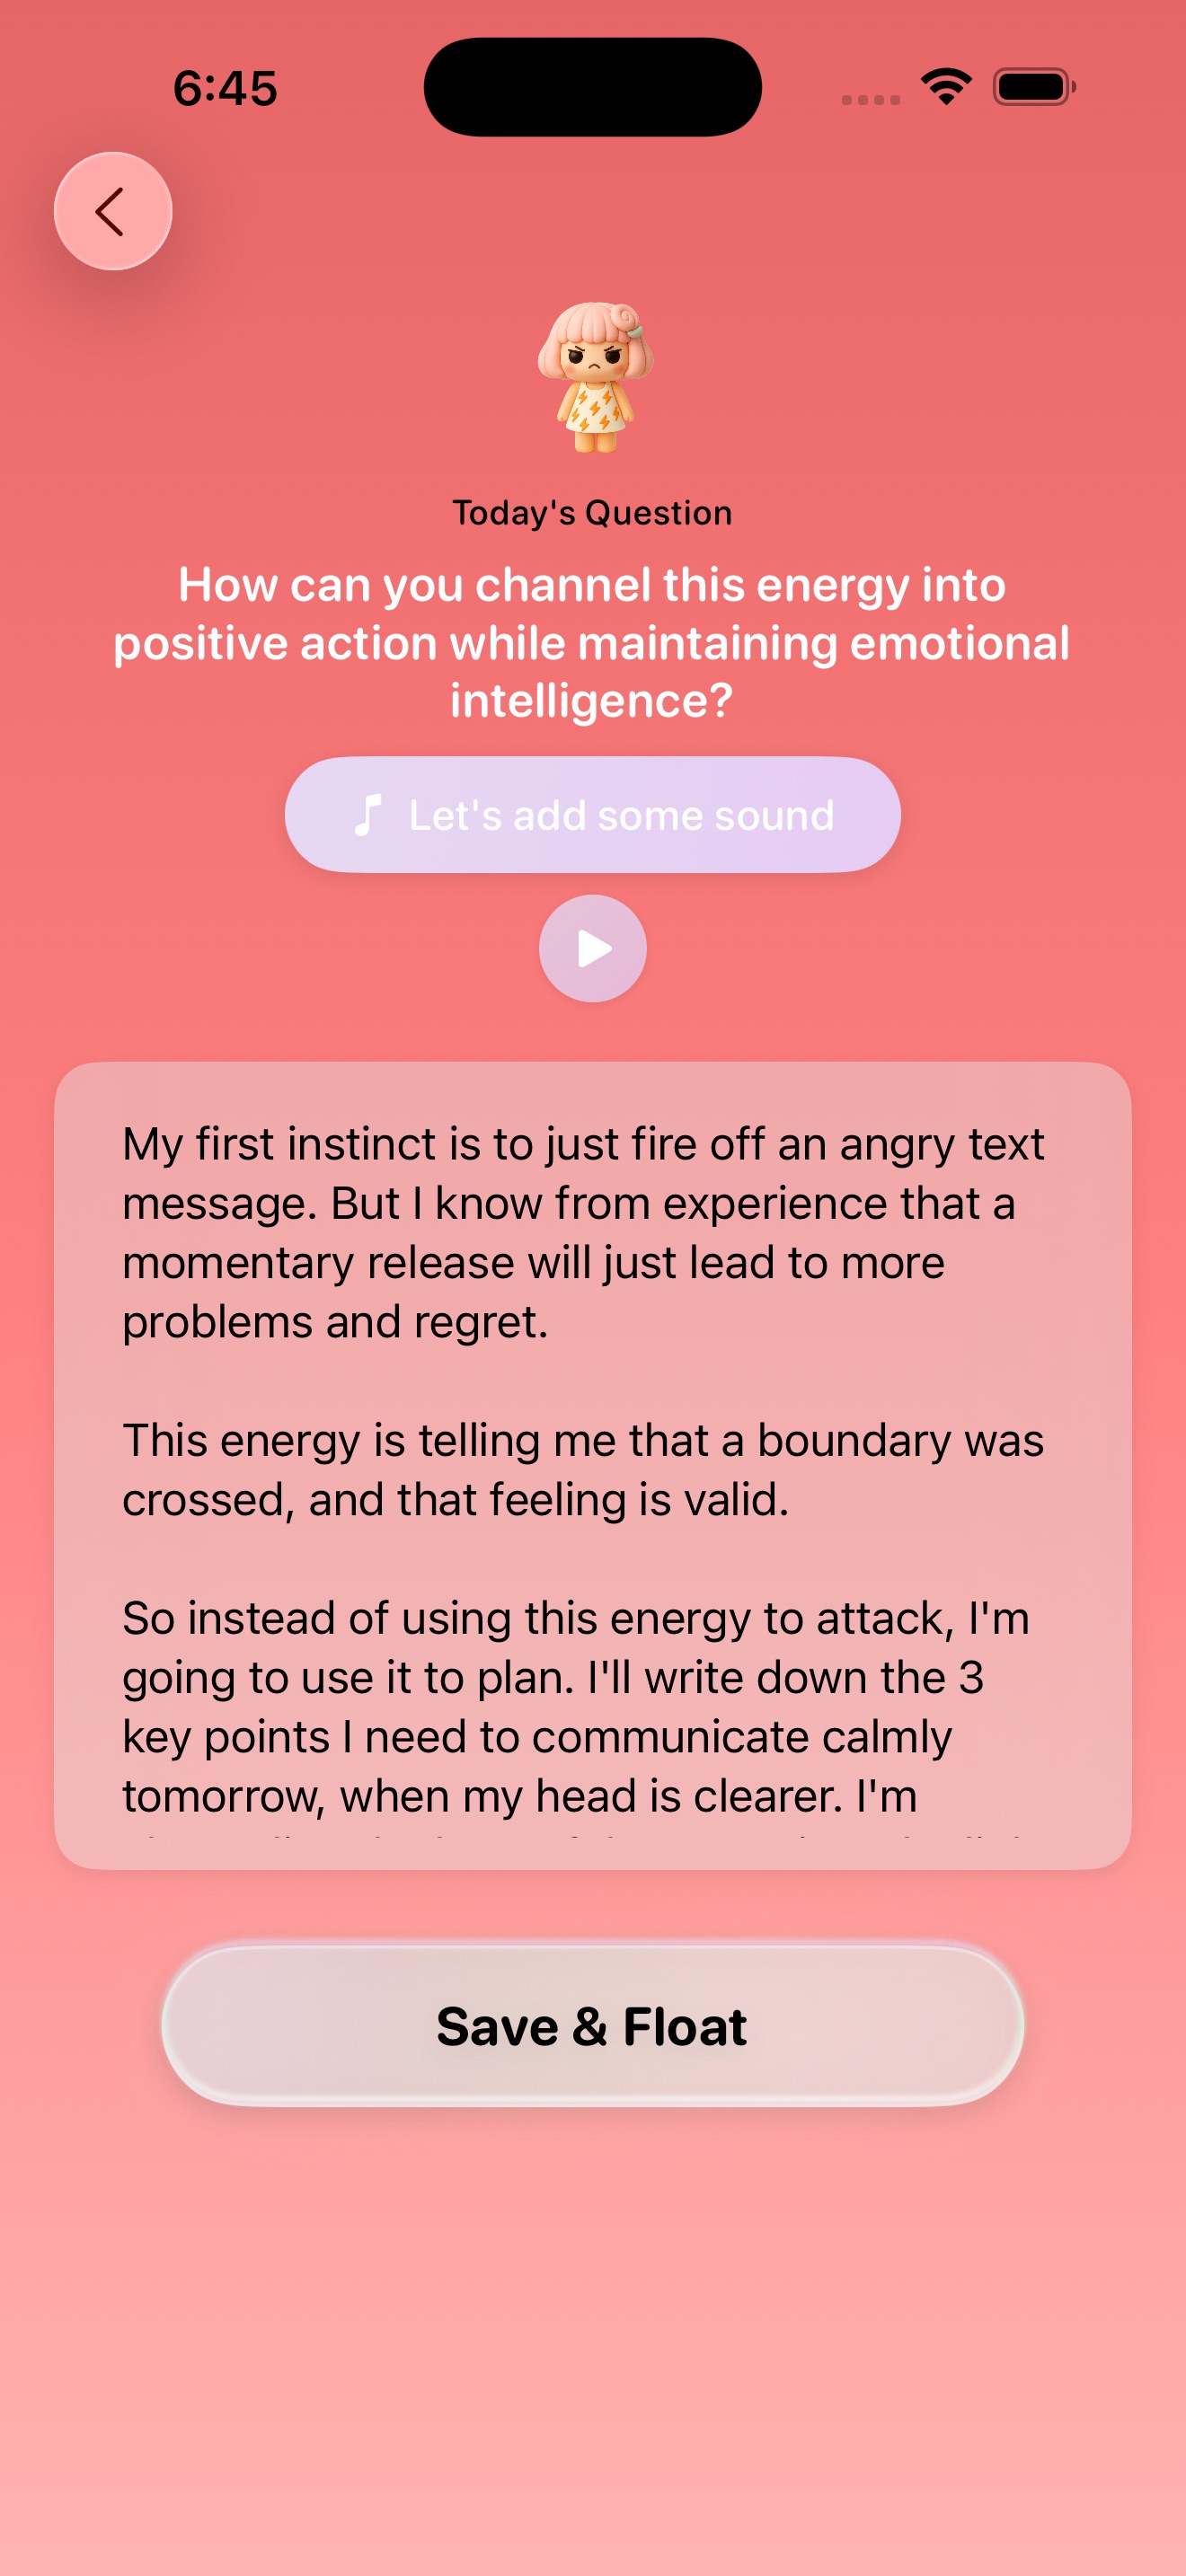 6:45
Today's Question
How can you channel this energy into
positive action while maintaining emotional
intelligence?
Let's add some sound
My first instinct is to just fire off an angry text
message. But I know from experience that a
momentary release will just lead to more
problems and regret.
This energy is telling me that a boundary was
crossed, and that feeling is valid.
So instead of using this energy to attack, I'm
going to use it to plan. I'll write down the 3
key points I need to communicate calmly
tomorrow, when my head is clearer. I'm
Save & Float